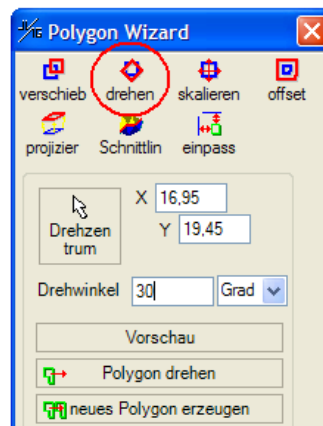 Polygon Wizard
verschieb drehen skalieren offset
projizier Schnittlin einpass
X 16,95
Drehzen
trum
Y 19,45
Drehwinkel 30 Grad
Vorschau
Polygon drehen
neues Polygon erzeugen